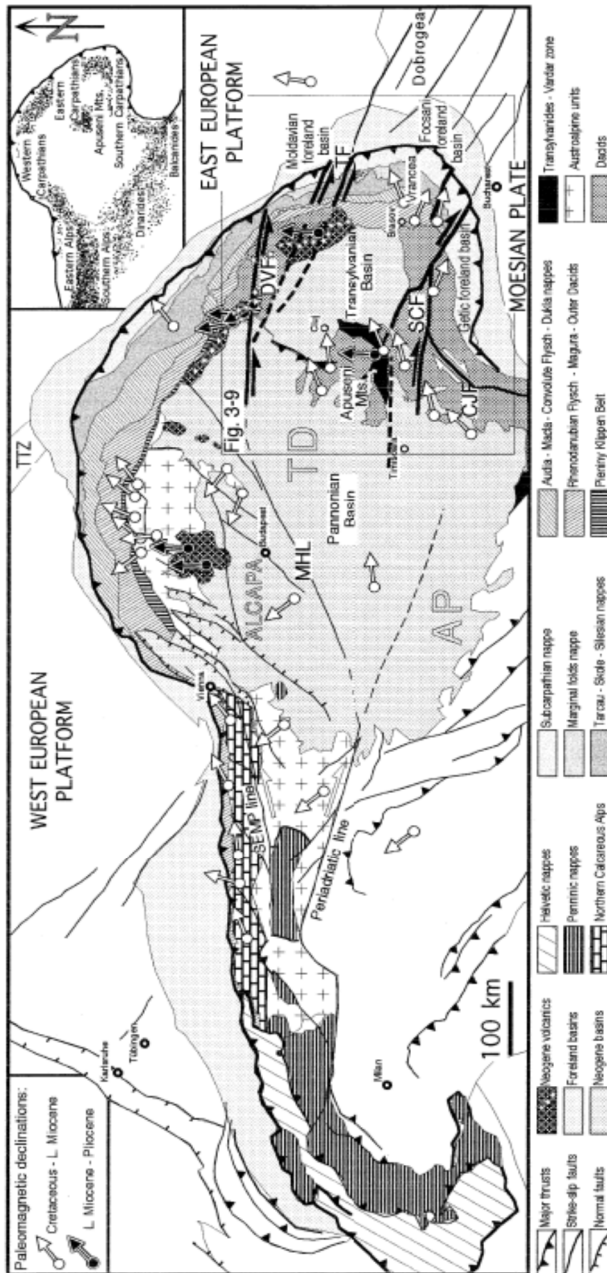 Paleomagnetic declinations:
Cretaceous - L. Miocene
L. Miocene - Pliocene
Karlsruhe
Tübingen
WEST EUROPEAN
PLATFORM
TTZ
N
Western
Carpathians
Eastern
Carpathians
Eastern Alps
Southern Alps
Apuseni Mts.
Southern Carpathians
Dinarides
Balcanides
EAST EUROPEAN
PLATFORM
Vienna
SEMP line
Periadriatic line
Milan
100 km
ALCAPA
Budapest
MHL
TD
AP
Pannonian
Basin
Fig. 3-9
DVF
Moldavian
foreland
basin
TF
Dobrogea
Focsani
foreland
basin
Vrancea
Brasov
Transylvanian
Basin
Cluj
Apuseni
Mts.
Timisoara
SCF
CJF
Getic foreland basin
Bucharest
MOESIAN PLATE
Major thrusts
Strike-slip faults
Normal faults
Neogene volcanics
Foreland basins
Neogene basins
Helvetic nappes
Penninic nappes
Northern Calcareous Alps
Subcarpathian nappe
Marginal folds nappe
Tarcau - Skole - Silesian nappes
Audia - Macla - Convolute Flysch - Dukla nappes
Rhenodanubian Flysch - Magura - Outer Dacids
Pieniny Klippen Belt
Transylvanides - Vardar zone
Austroalpine units
Dacids